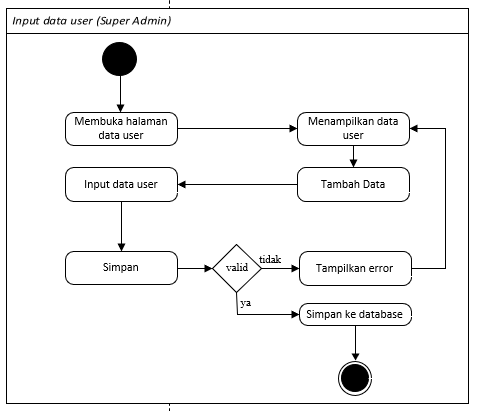 Input data user (Super Admin)
Membuka halaman
data user
Menampilkan data
user
Input data user
Tambah Data
Simpan
valid
tidak
Tampilkan error
ya
Simpan ke database